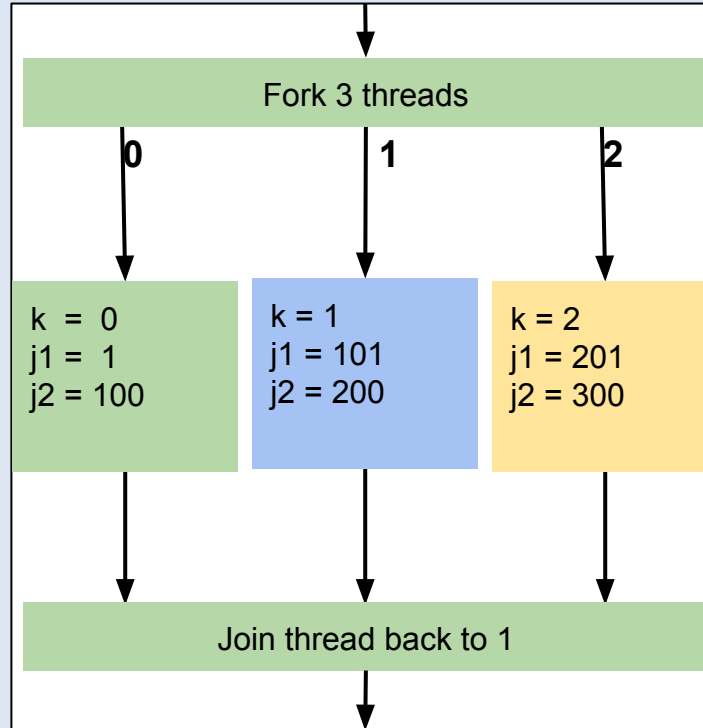 Fork 3 threads
0
1
2
k = 0
j1 = 1
j2 = 100
k = 1
j1 = 101
j2 = 200
k = 2
j1 = 201
j2 = 300
Join thread back to 1